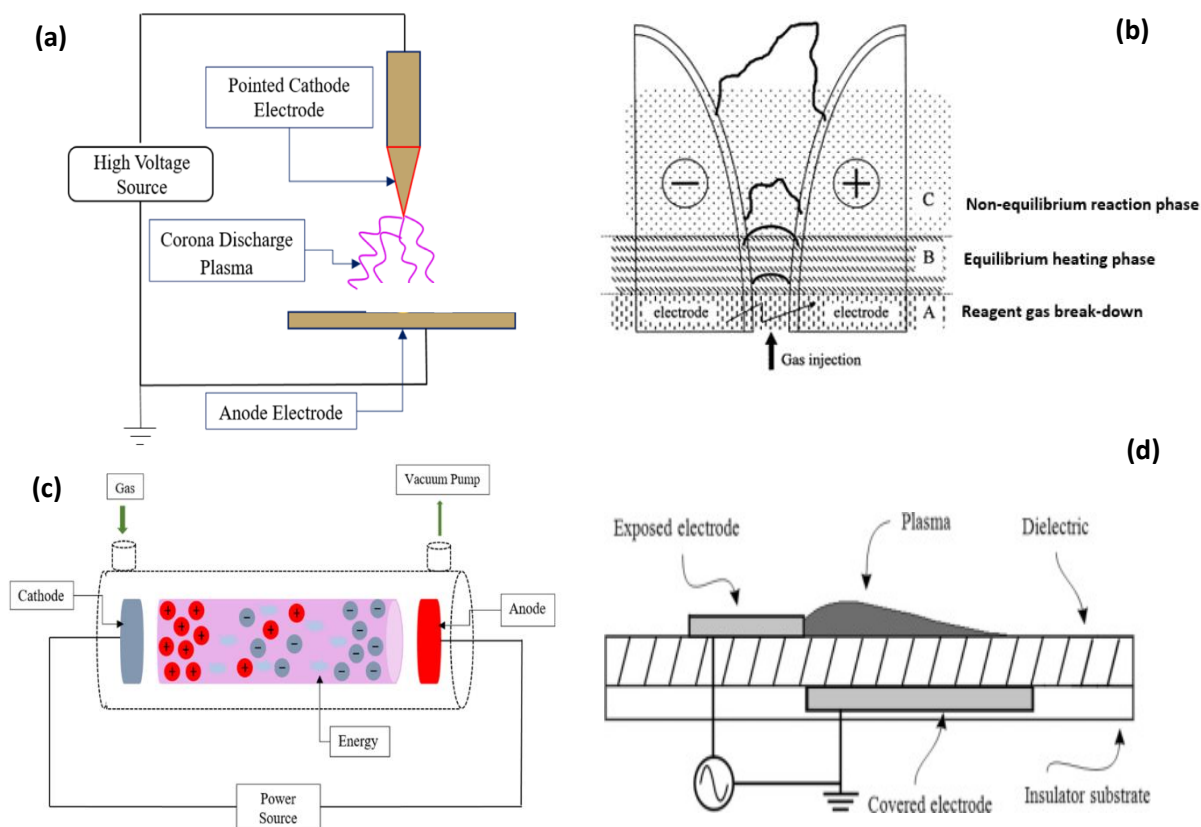 (a)
Pointed Cathode
Electrode
High Voltage
Source
Corona Discharge
Plasma
Anode Electrode
(b)
C
Non-equilibrium reaction phase
B
Equilibrium heating phase
electrode
electrode
A
Reagent gas break-down
Gas injection
(c)
Gas
Vacuum Pump
Cathode
Anode
Energy
Power
Source
(d)
Exposed electrode
Plasma
Dielectric
Covered electrode
Insulator substrate